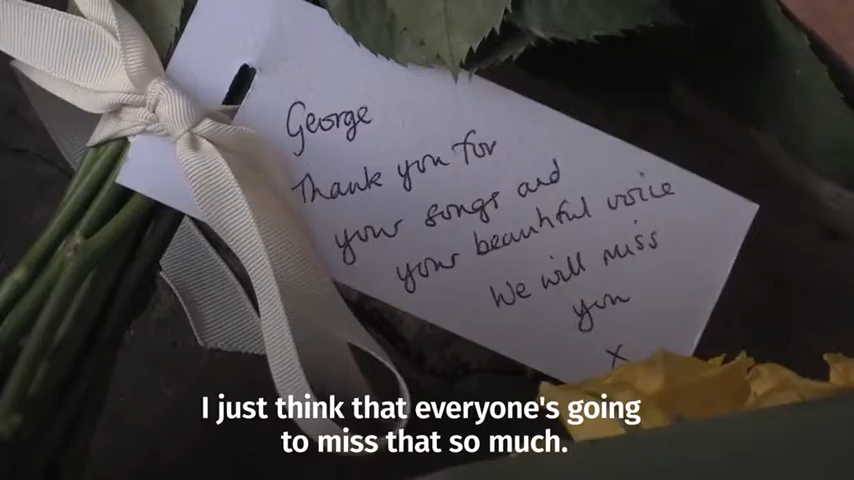 George
Thank you for
your songs and
your beautiful voice
We will miss
you
x
I just think that everyone's going
to miss that so much.